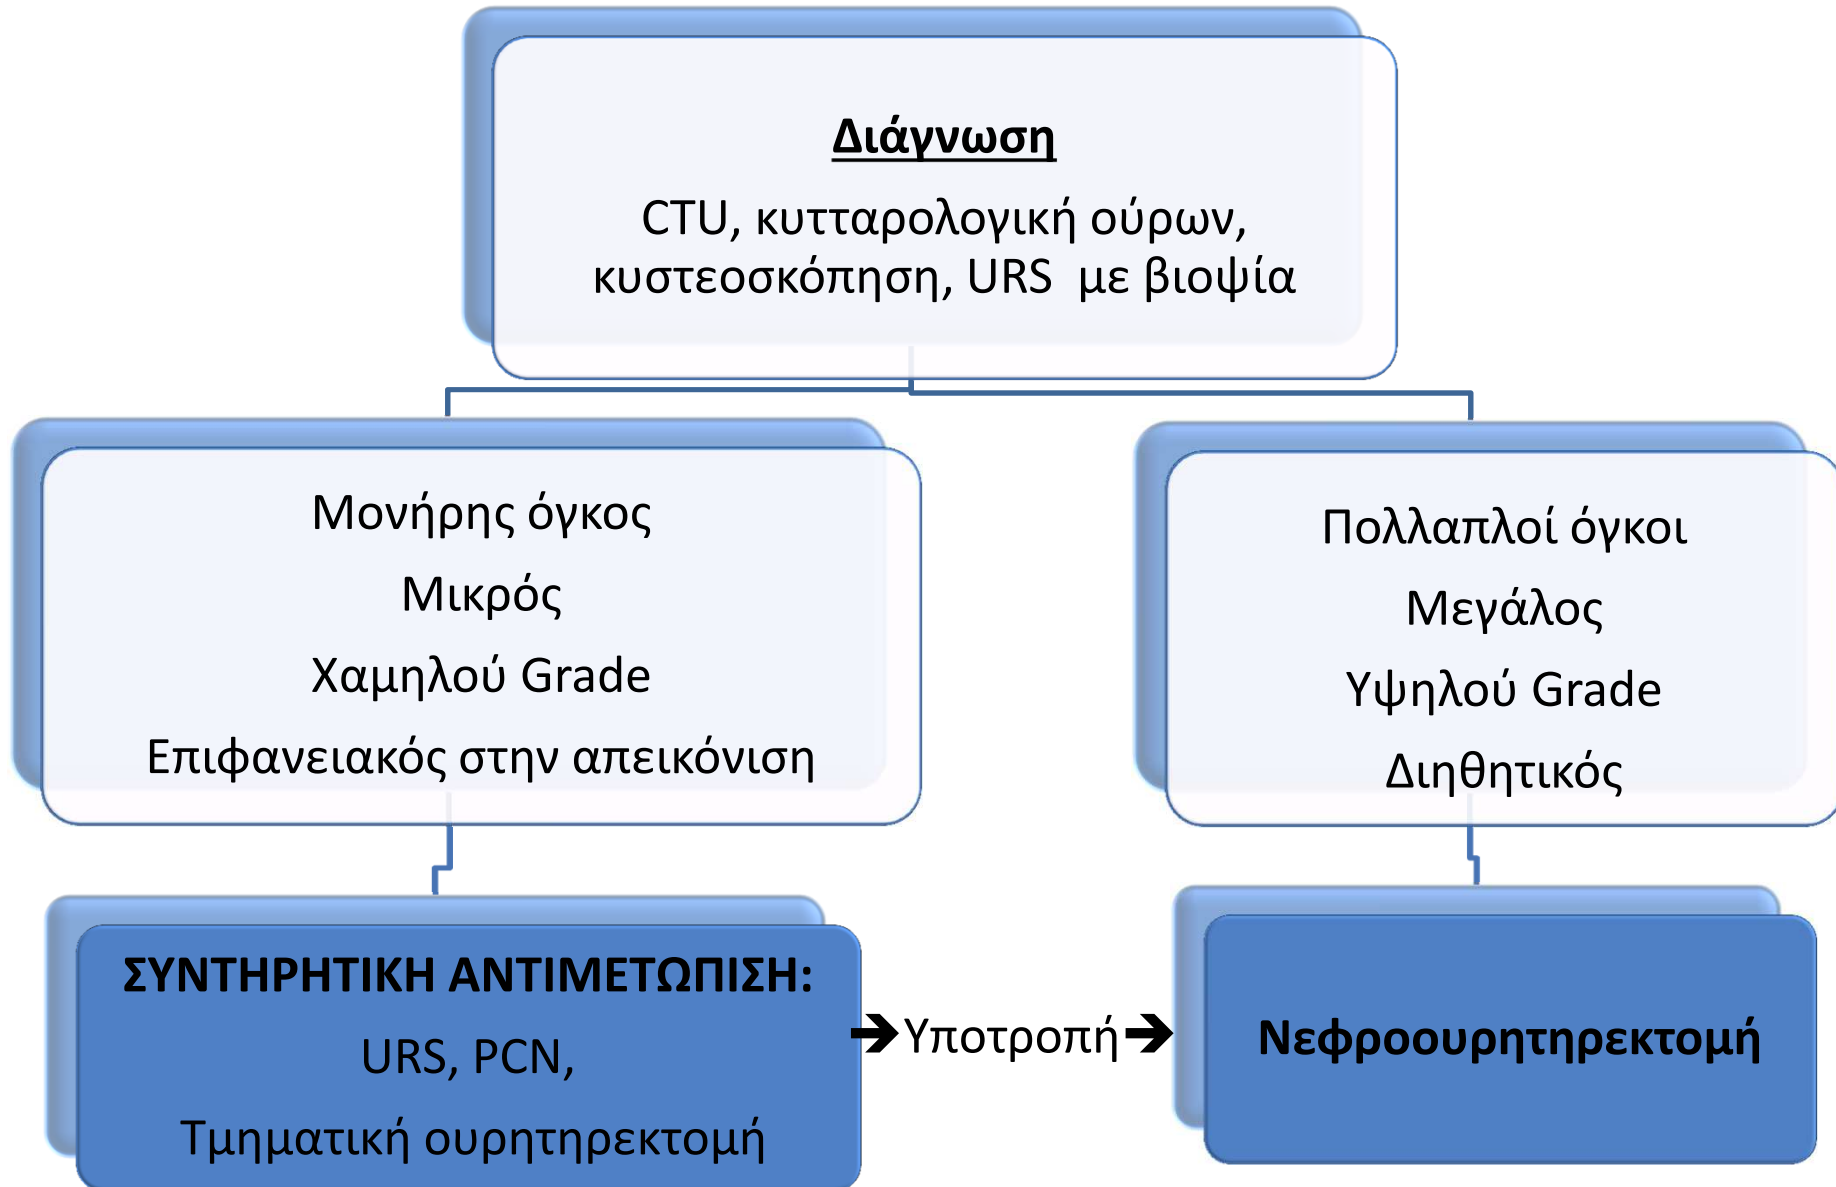 Διάγνωση
CTU, κυτταρολογική ούρων,
κυστεοσκόπηση, URS με βιοψία
Μονήρης όγκος
Μικρός
Χαμηλού Grade
Επιφανειακός στην απεικόνιση
Πολλαπλοί όγκοι
Μεγάλος
Υψηλού Grade
Διηθητικός
ΣΥΝΤΗΡΗΤΙΚΗ ΑΝΤΙΜΕΤΩΠΙΣΗ:
URS, PCN,
Τμηματική ουρητηρεκτομή
➔Υποτροπή➔
Νεφροουρητηρεκτομή